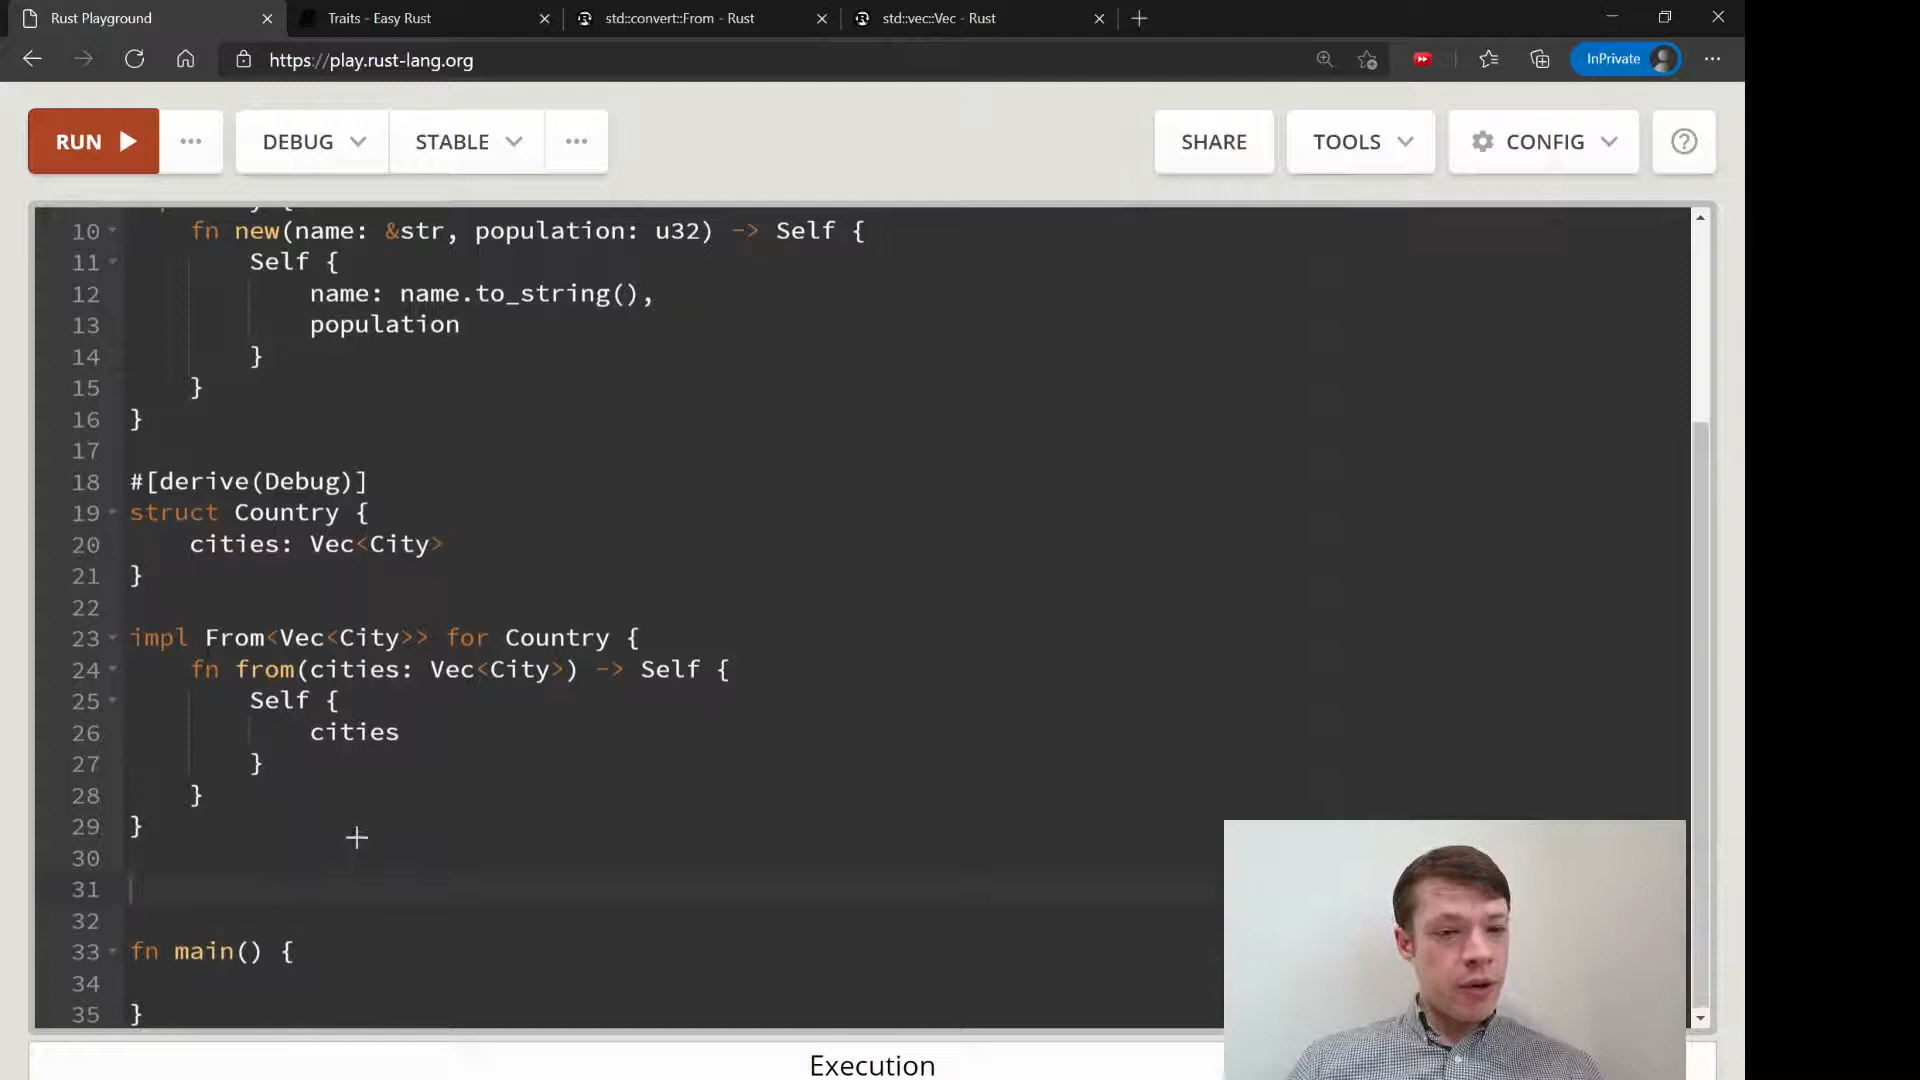 Rust Playground
Traits - Easy Rust
std::convert::From - Rust
std::vec::Vec - Rust
https://play.rust-lang.org
InPrivate
RUN
DEBUG
STABLE
SHARE
TOOLS
CONFIG
10 fn new(name: &str, population: u32) -> Self {
11 Self {
12 name: name.to_string(),
13 population
14 }
15 }
16 }
17
18 #[derive(Debug)]
19 struct Country {
20 cities: Vec<City>
21 }
22
23 impl From<Vec<City>> for Country {
24 fn from(cities: Vec<City>) -> Self {
25 Self {
26 cities
27 }
28 }
29 }
30
31
32
33 fn main() {
34
35 }
Execution